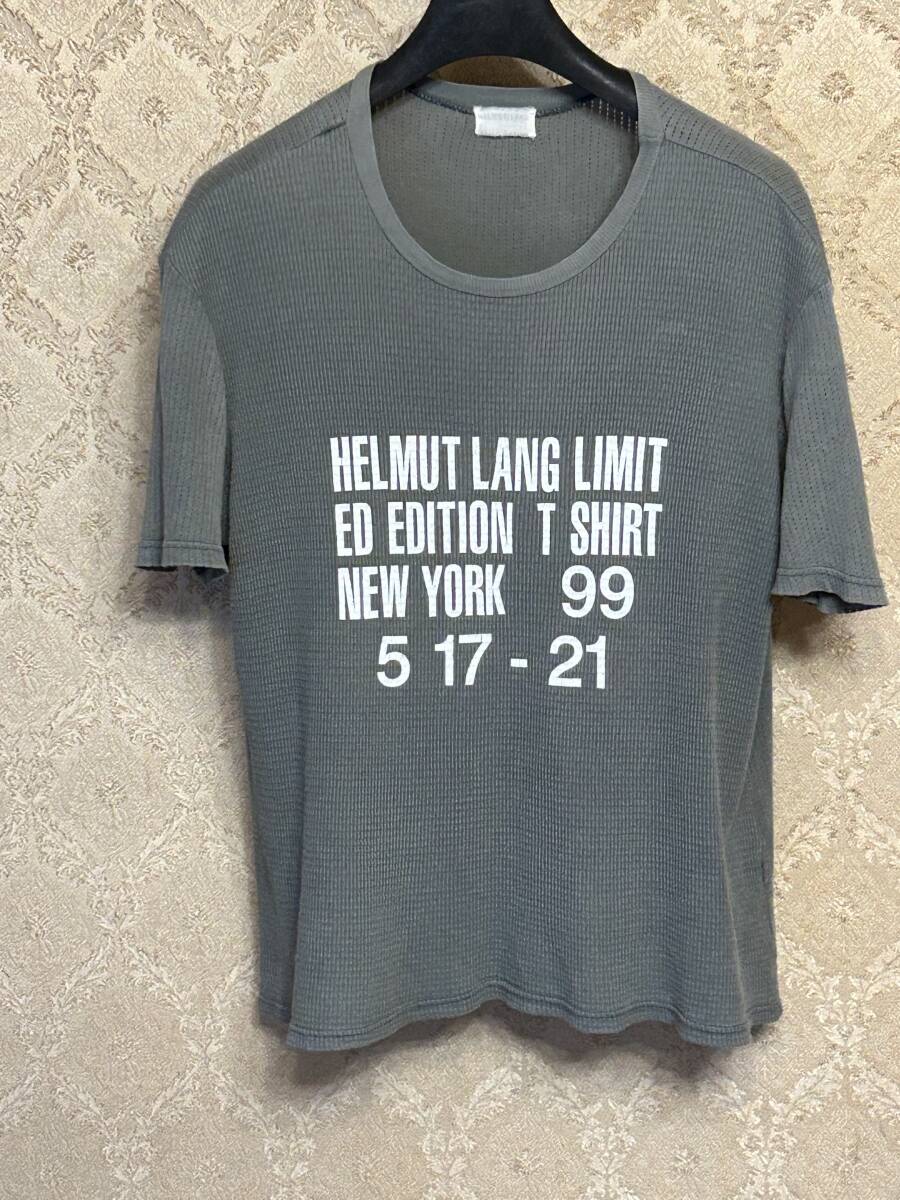 HELMUT LANG LIMIT
ED EDITION T SHIRT
NEW YORK 99
5 17 - 21